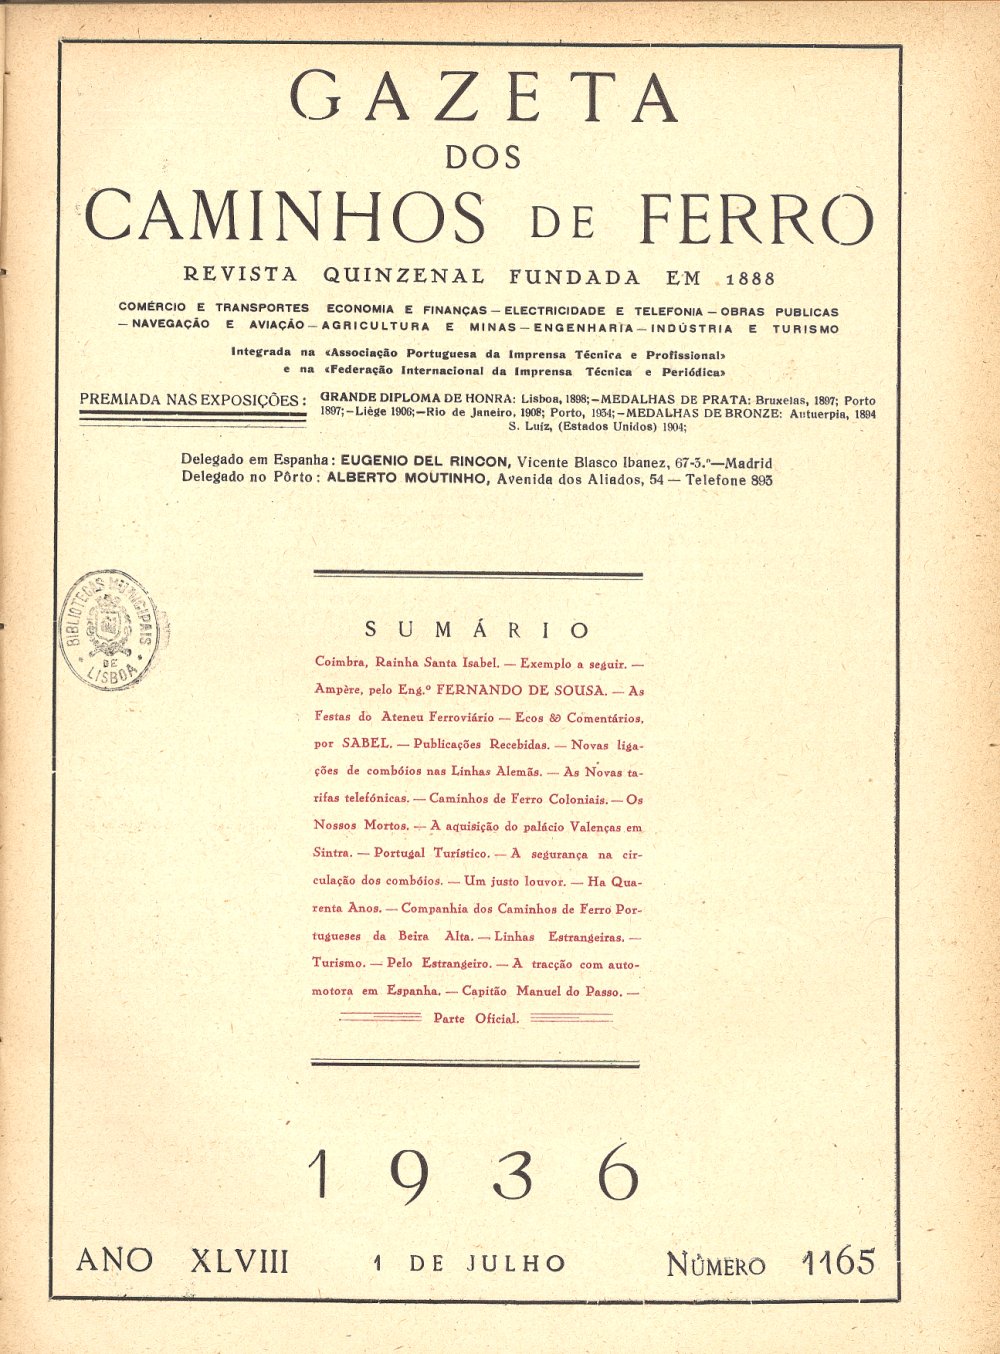 GAZETA
DOS
CAMINHOS DE FERRO
REVISTA QUINZENAL FUNDADA EM 1888
COMÉRCIO E TRANSPORTES ECONOMIA E FINANÇAS — ELECTRICIDADE E TELEFONIA — OBRAS PUBLICAS
— NAVEGAÇÃO E AVIAÇÃO — AGRICULTURA E MINAS — ENGENHARIA — INDÚSTRIA E TURISMO
Integrada na «Associação Portuguesa da Imprensa Técnica e Profissional»
e na «Federação Internacional da Imprensa Técnica e Periódica»
PREMIADA NAS EXPOSIÇÕES:
GRANDE DIPLOMA DE HONRA: Lisboa, 1898;—MEDALHAS DE PRATA: Bruxelas, 1897; Porto
1897;—Liège 1906;—Rio de Janeiro, 1908; Porto, 1934;—MEDALHAS DE BRONZE: Antuerpia, 1894
S. Luíz, (Estados Unidos) 1904;
Delegado em Espanha: EUGENIO DEL RINCON, Vicente Blasco Ibanez, 67-3.º—Madrid
Delegado no Pôrto: ALBERTO MOUTINHO, Avenida dos Aliados, 54 — Telefone 893
BIBLIOTECAS MUNICIPAIS
DE
LISBOA
SUMÁRIO
Coimbra, Rainha Santa Isabel. — Exemplo a seguir. —
Ampère, pelo Eng.º FERNANDO DE SOUSA. — As
Festas do Ateneu Ferroviário — Ecos & Comentários,
por SABEL. — Publicações Recebidas. — Novas liga-
ções de combóios nas Linhas Alemãs. — As Novas ta-
rifas telefónicas. — Caminhos de Ferro Coloniais. — Os
Nossos Mortos. — A aquisição do palácio Valenças em
Sintra. — Portugal Turístico. — A segurança na cir-
culação dos combóios. — Um justo louvor. — Ha Qua-
renta Anos. — Companhia dos Caminhos de Ferro Por-
tugueses da Beira Alta. — Linhas Estrangeiras. —
Turismo. — Pelo Estrangeiro. — A tracção com auto-
motora em Espanha. — Capitão Manuel do Passo. —
Parte Oficial.
1936
ANO XLVIII 1 DE JULHO NÚMERO 1165